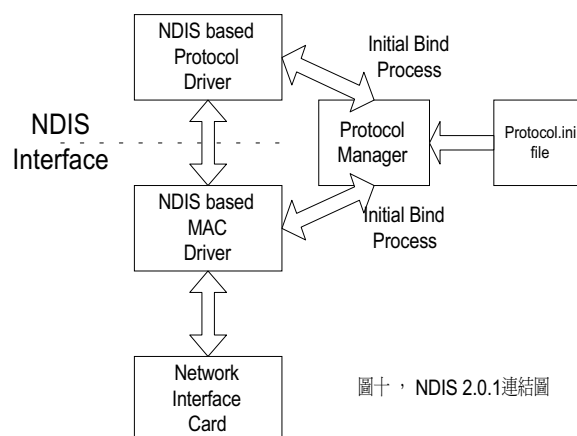 NDIS based
Protocol
Driver
Initial Bind
Process
NDIS
Interface
Protocol
Manager
Protocol.ini
file
NDIS based
MAC
Driver
Initial Bind
Process
Network
Interface
Card
圖十， NDIS 2.0.1連結圖